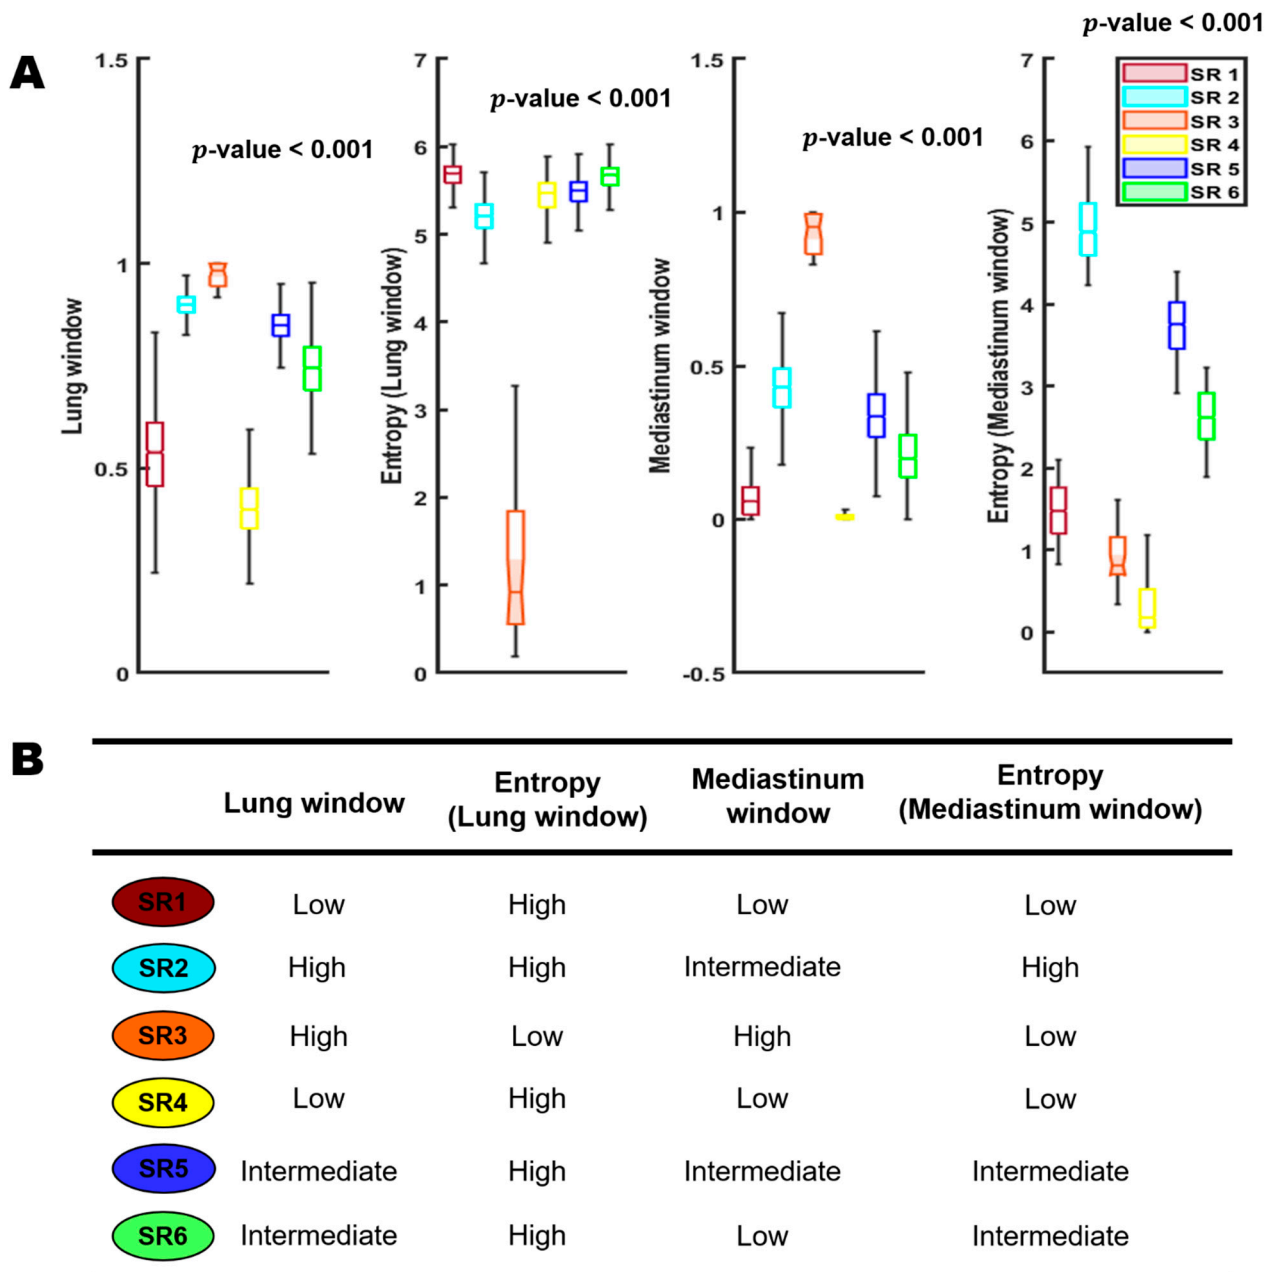 A
p-value < 0.001
p-value < 0.001
p-value < 0.001
p-value < 0.001
Lung window
1.5
1
0.5
0
Entropy (Lung window)
7
6
5
4
3
2
1
0
Mediastinum window
1.5
1
0.5
0
-0.5
Entropy (Mediastinum window)
7
6
5
4
3
2
1
0
SR 1
SR 2
SR 3
SR 4
SR 5
SR 6
B
Lung window
Entropy
(Lung window)
Mediastinum
window
Entropy
(Mediastinum window)
SR1 Low High Low Low
SR2 High High Intermediate High
SR3 High Low High Low
SR4 Low High Low Low
SR5 Intermediate High Intermediate Intermediate
SR6 Intermediate High Low Intermediate